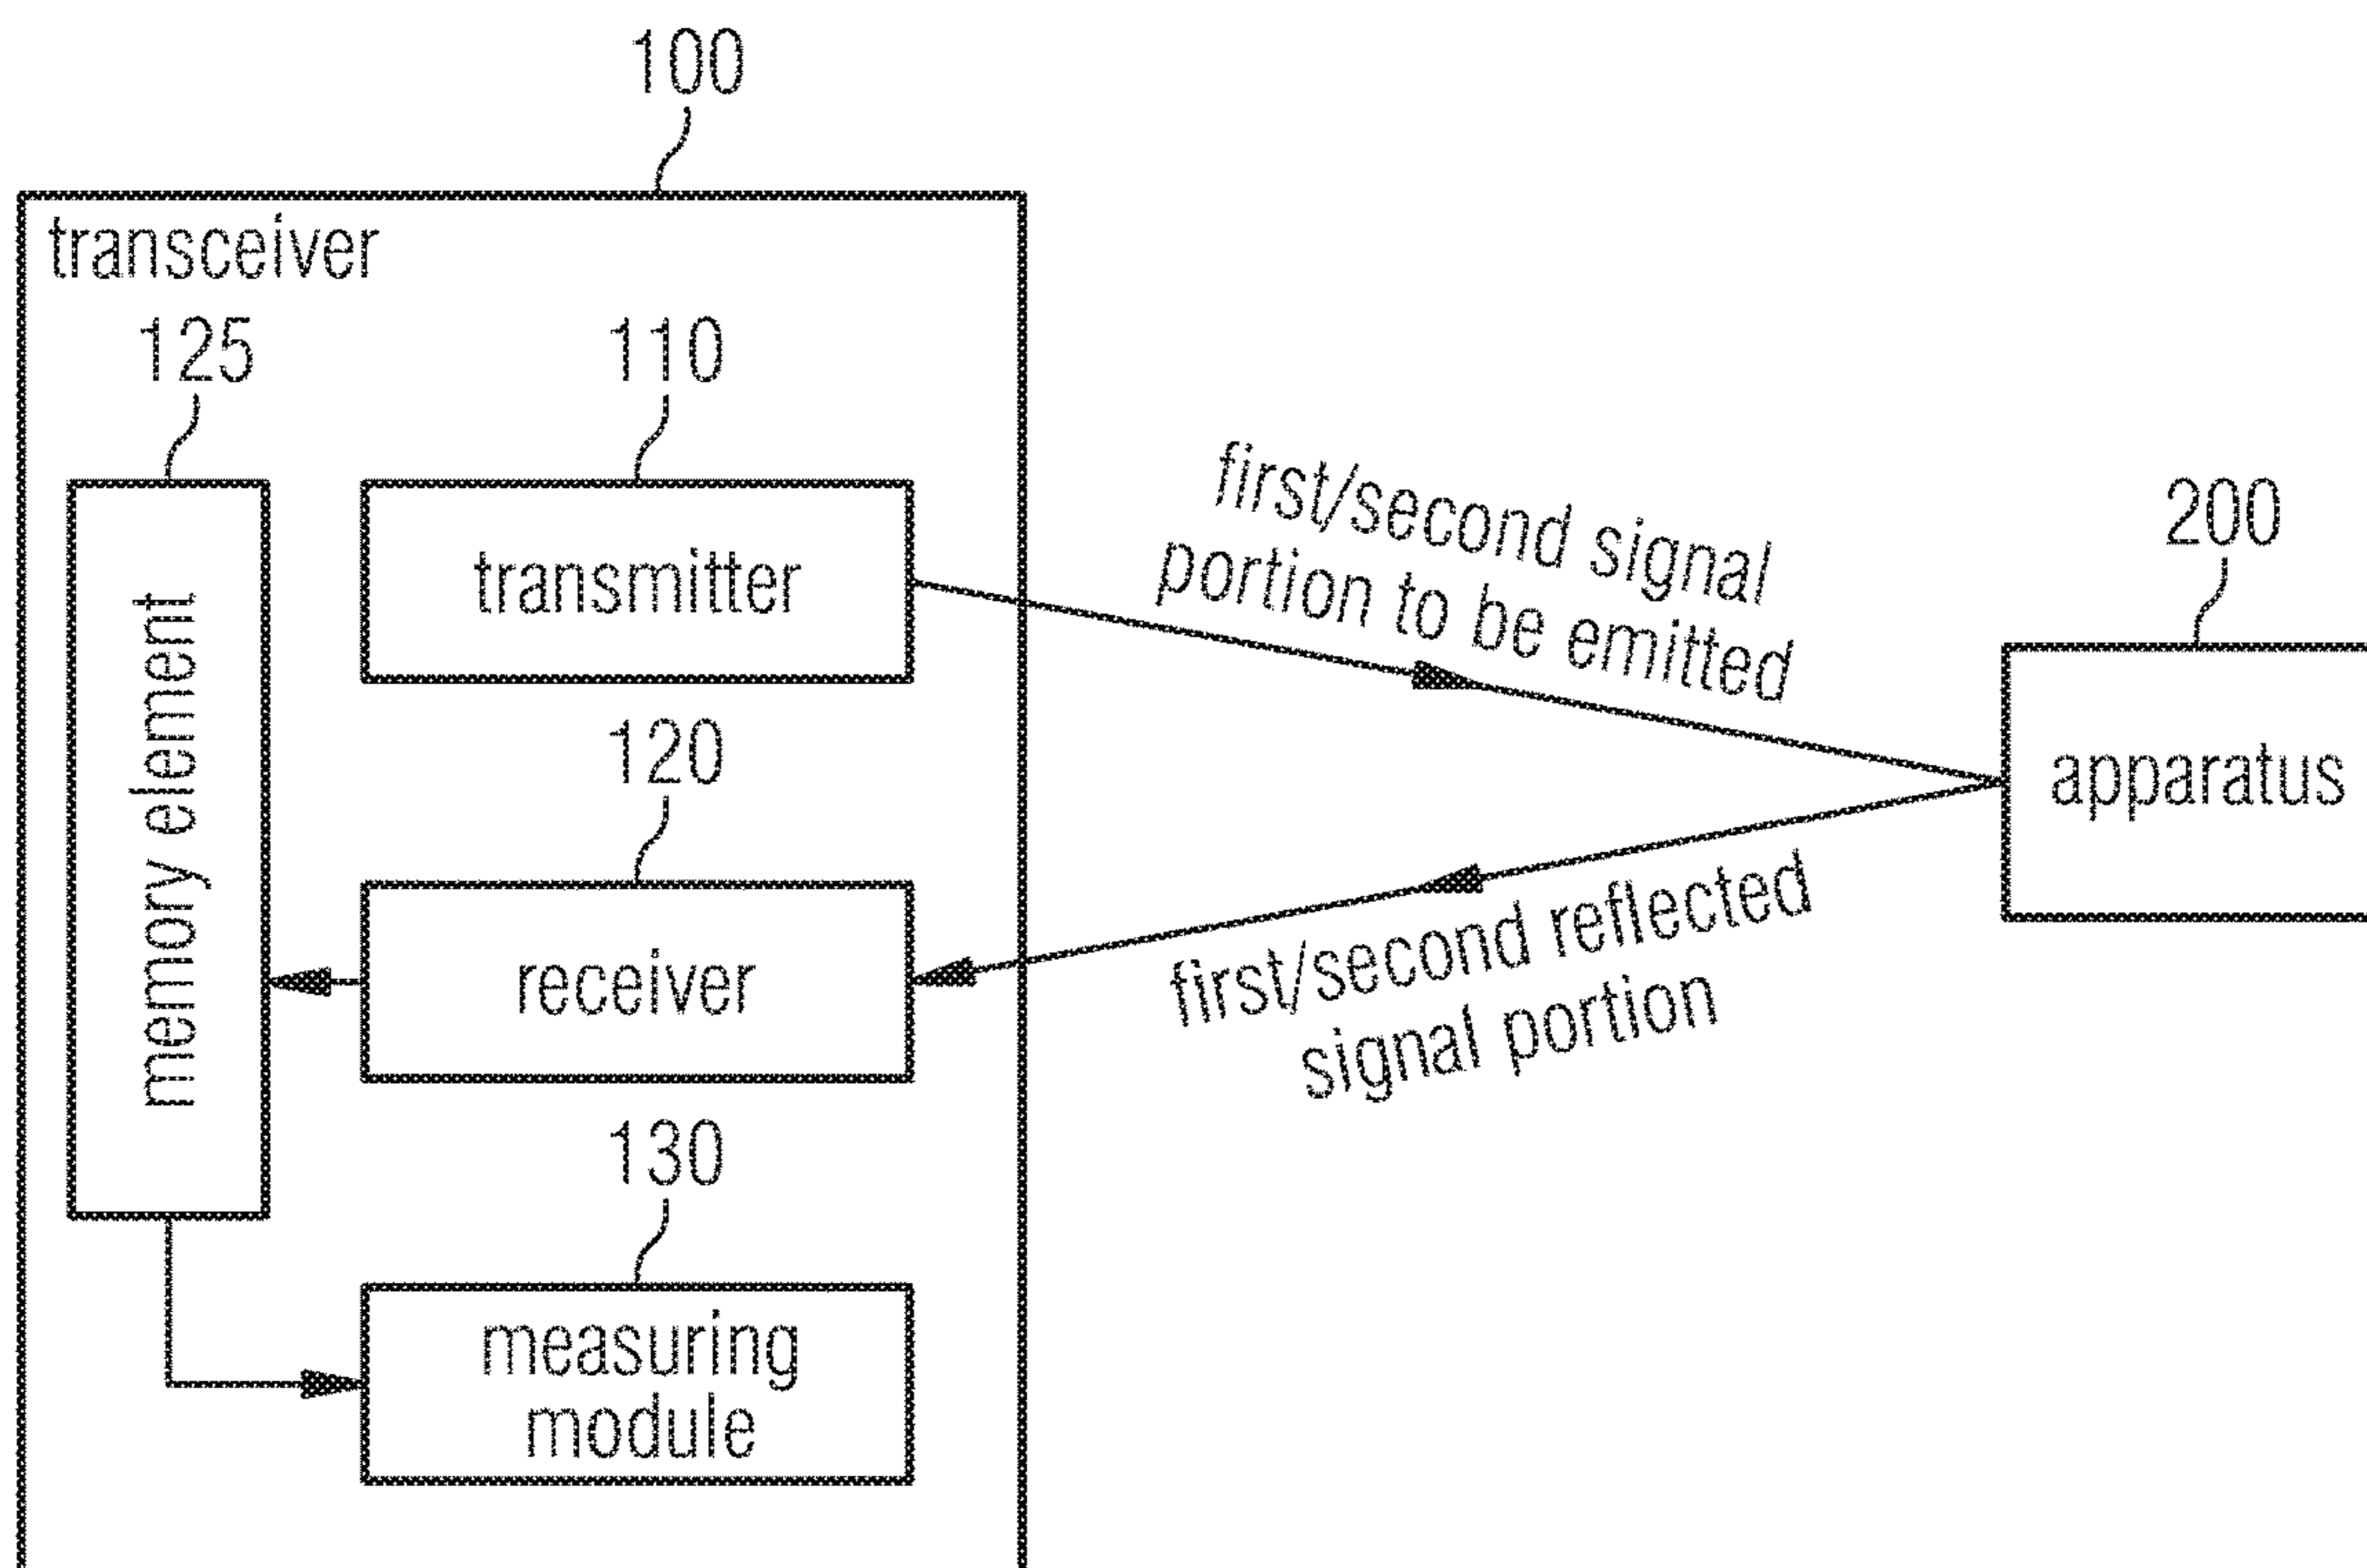 100
transceiver
125
110
memory element
transmitter
first/second signal
portion to be emitted
200
apparatus
120
receiver
first/second reflected
signal portion
130
measuring
module